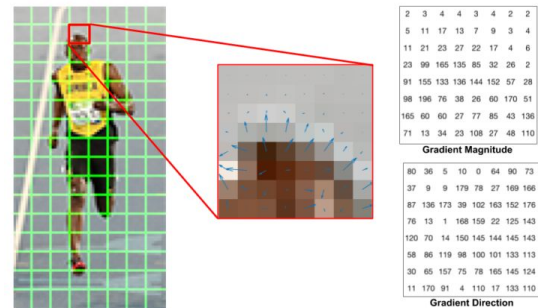 2 3 4 4 3 4 2 2
5 11 17 13 7 9 3 4
11 21 23 27 22 17 4 6
23 99 165 135 85 32 26 2
91 155 133 136 144 152 57 28
98 196 76 38 26 60 170 51
165 60 60 27 77 85 43 136
71 13 34 23 108 27 48 110
Gradient Magnitude
80 36 5 10 0 64 90 73
37 9 9 179 78 27 169 166
87 136 173 39 102 163 152 176
76 13 1 168 159 22 125 143
120 70 14 150 145 144 145 143
58 86 119 98 100 101 133 113
30 65 157 75 78 165 145 124
11 170 91 4 110 17 133 110
Gradient Direction